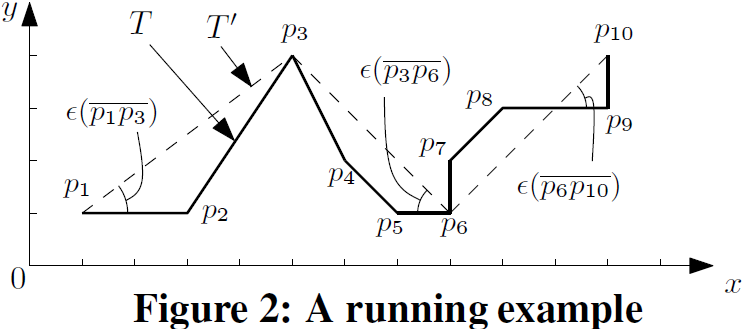 y
T
T′
p₃
p₁₀
ϵ(p₁p₃)
ϵ(p₃p₆)
p₈
p₉
p₇
p₁
p₄
ϵ(p₆p₁₀)
p₂
p₅
p₆
0
x
Figure 2: A running example